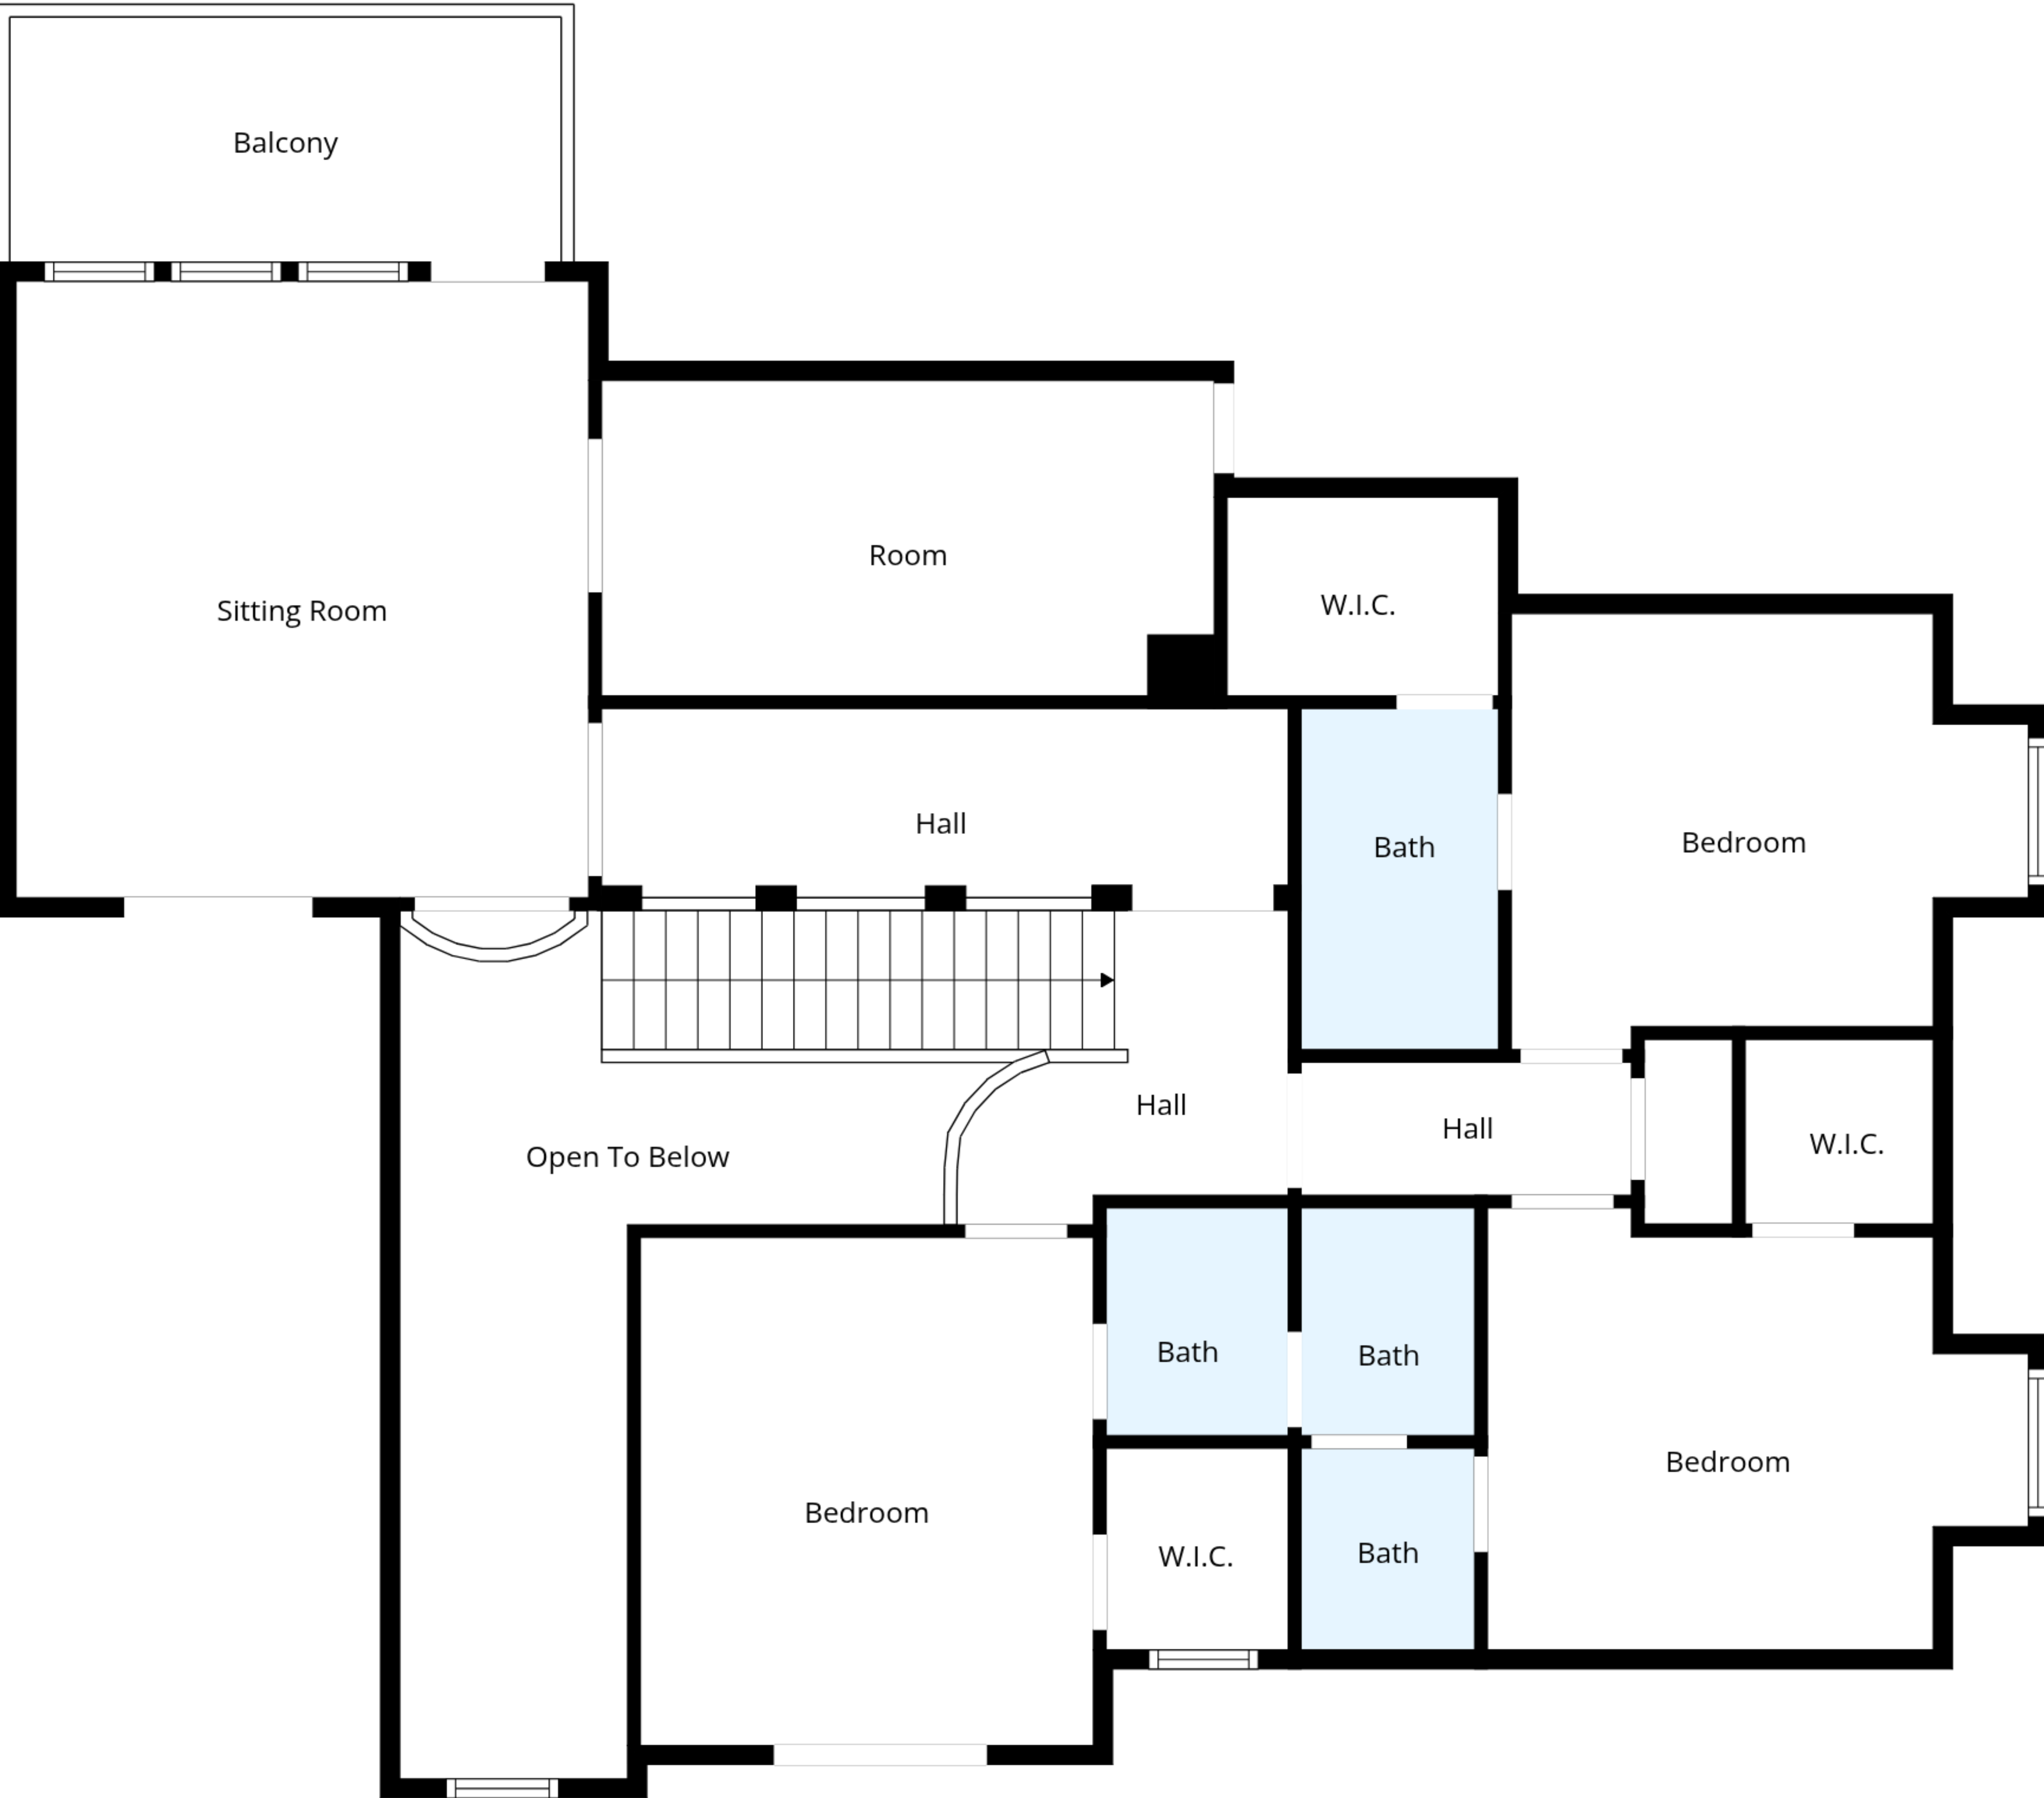 Balcony
Sitting Room
Room
W.I.C.
Hall
Bath
Bedroom
Hall
Hall
W.I.C.
Open To Below
Bath
Bath
Bedroom
Bedroom
W.I.C.
Bath